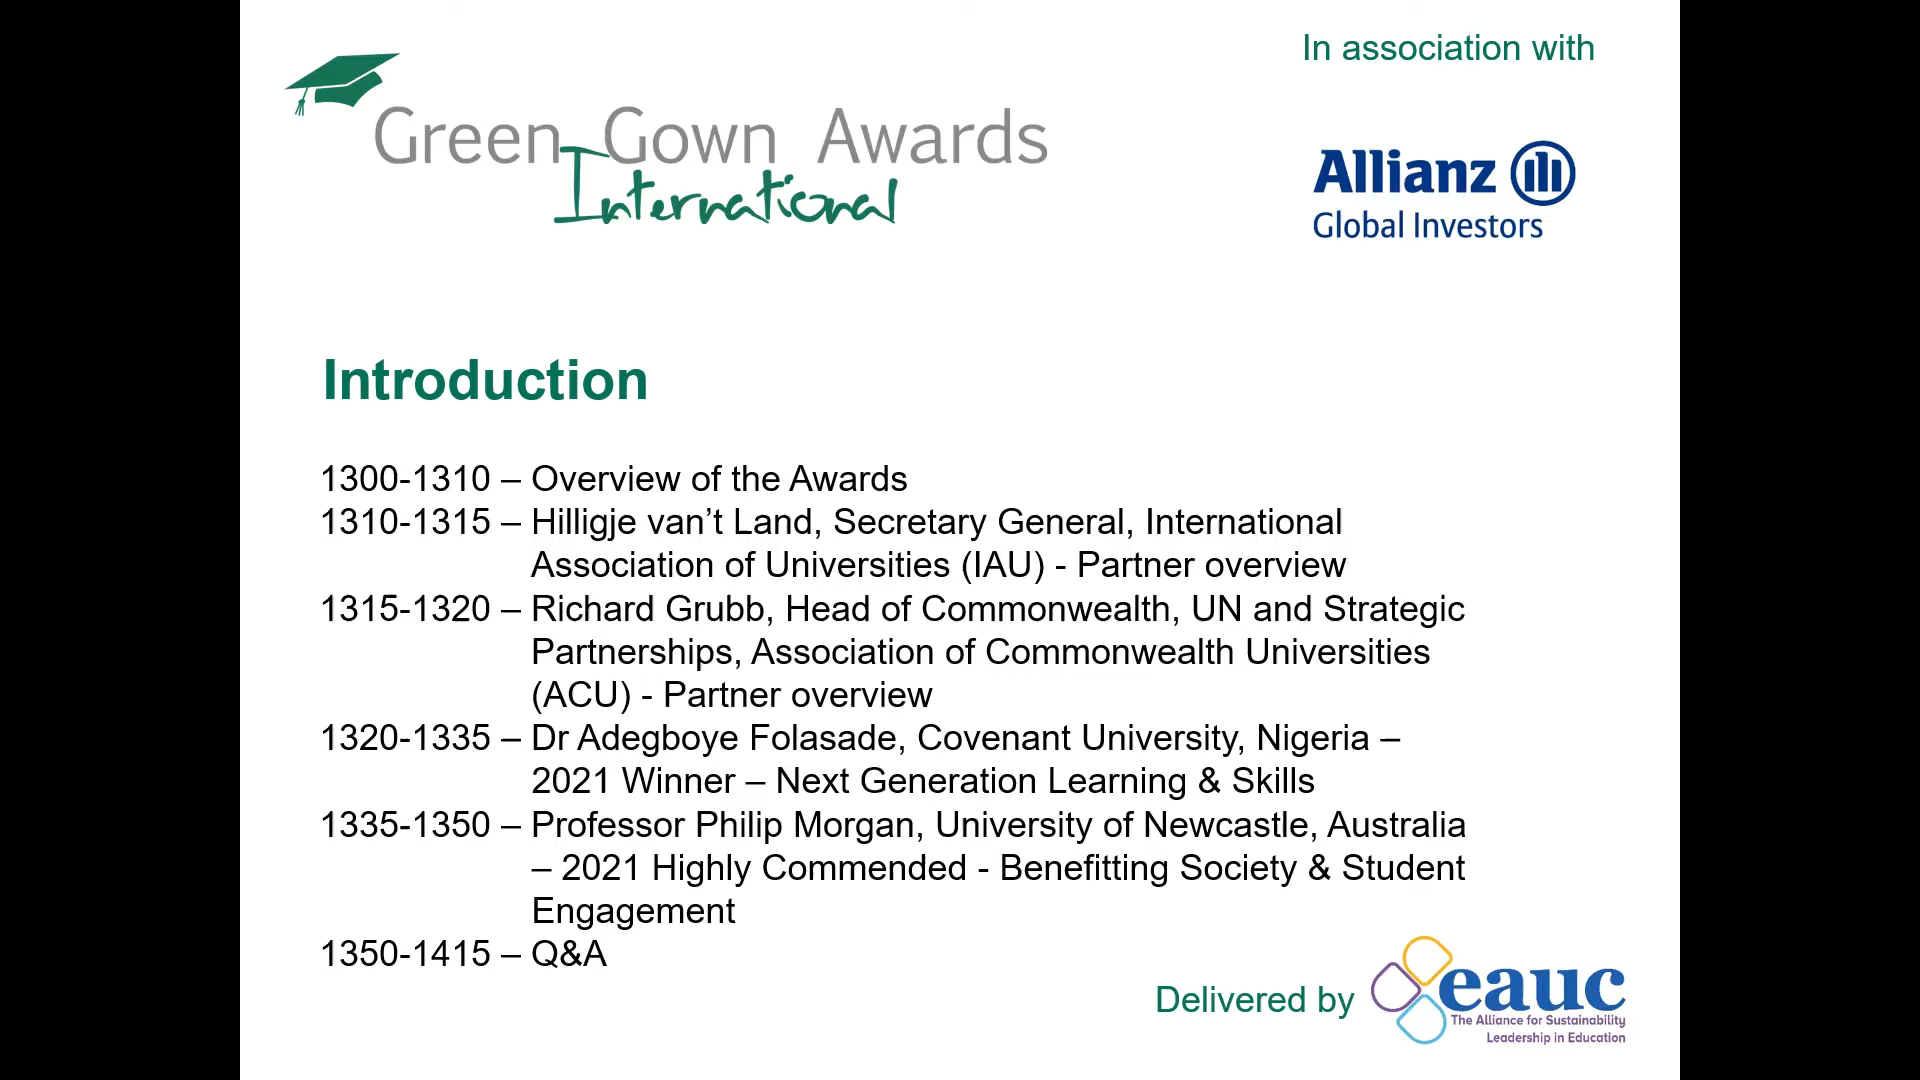 In association with
Green Gown Awards
International
Allianz
Global Investors
Introduction
1300-1310 – Overview of the Awards
1310-1315 – Hilligje van’t Land, Secretary General, International
Association of Universities (IAU) - Partner overview
1315-1320 – Richard Grubb, Head of Commonwealth, UN and Strategic
Partnerships, Association of Commonwealth Universities
(ACU) - Partner overview
1320-1335 – Dr Adegboye Folasade, Covenant University, Nigeria –
2021 Winner – Next Generation Learning & Skills
1335-1350 – Professor Philip Morgan, University of Newcastle, Australia
– 2021 Highly Commended - Benefitting Society & Student
Engagement
1350-1415 – Q&A
Delivered by
eauc
The Alliance for Sustainability
Leadership in Education